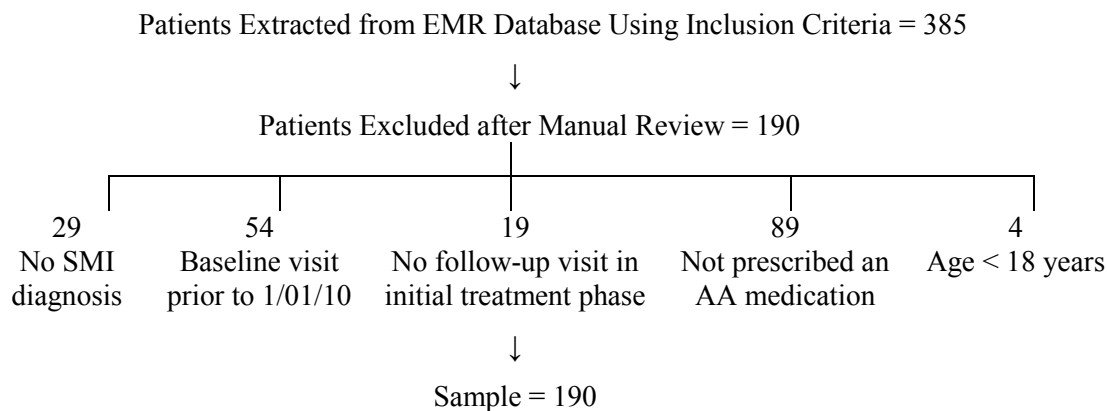 Patients Extracted from EMR Database Using Inclusion Criteria = 385
↓
Patients Excluded after Manual Review = 190
29
No SMI
diagnosis
54
Baseline visit
prior to 1/01/10
19
No follow-up visit in
initial treatment phase
89
Not prescribed an
AA medication
4
Age < 18 years
↓
Sample = 190